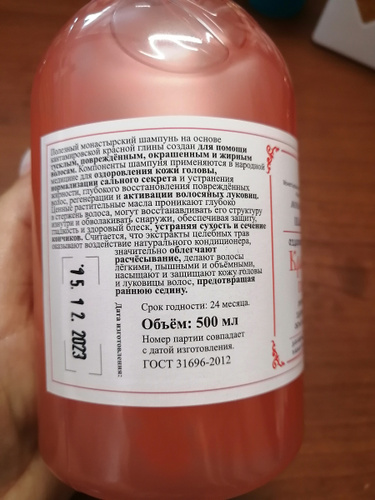 Полезный монастырский шампунь на основе
кантамировской красной глины создан для помощи
тусклым, повреждённым, окрашенным и жирным
волосам. Компоненты шампуня применяются в народной
медицине для оздоровления кожи головы,
нормализации сального секрета и устранения
жирности, глубокого восстановления повреждённых
волос, регенерации и активации волосяных луковиц.
Ценные растительные масла проникают глубоко
в стержень волоса, могут восстанавливать его структуру
изнутри и обволакивать снаружи, обеспечивая защиту,
гладкость и здоровый блеск, устраняя сухость и сечение
кончиков. Считается, что экстракты целебных трав
оказывают воздействие натурального кондиционера,
значительно облегчают
расчёсывание, делают волосы
лёгкими, пышными и объёмными,
насыщают и защищают кожу головы
и луковицы волос, предотвращая
раннюю седину.
Срок годности: 24 месяца.
Объём: 500 мл
Номер партии совпадает
с датой изготовления.
ГОСТ 31696-2012
Дата изготовления:
15.12.2023